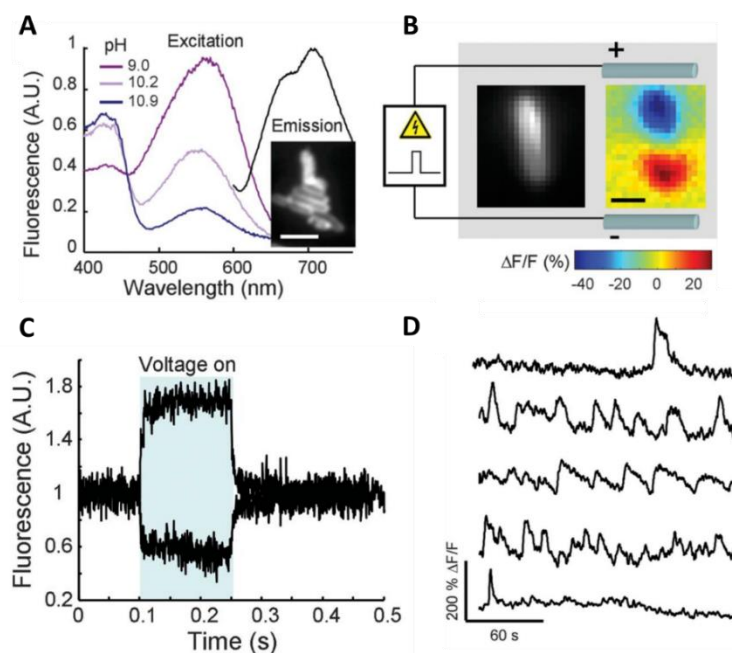 A
pH
9.0
10.2
10.9
Excitation
Emission
Fluorescence (A.U.)
1
0.8
0.6
0.4
0.2
0
400
500
600
700
Wavelength (nm)
B
+
-
ΔF/F (%)
-40
-20
0
20
C
Voltage on
Fluorescence (A.U.)
1.8
1.4
1
0.6
0.2
0
0.1
0.2
0.3
0.4
0.5
Time (s)
D
200 % ΔF/F
60 s